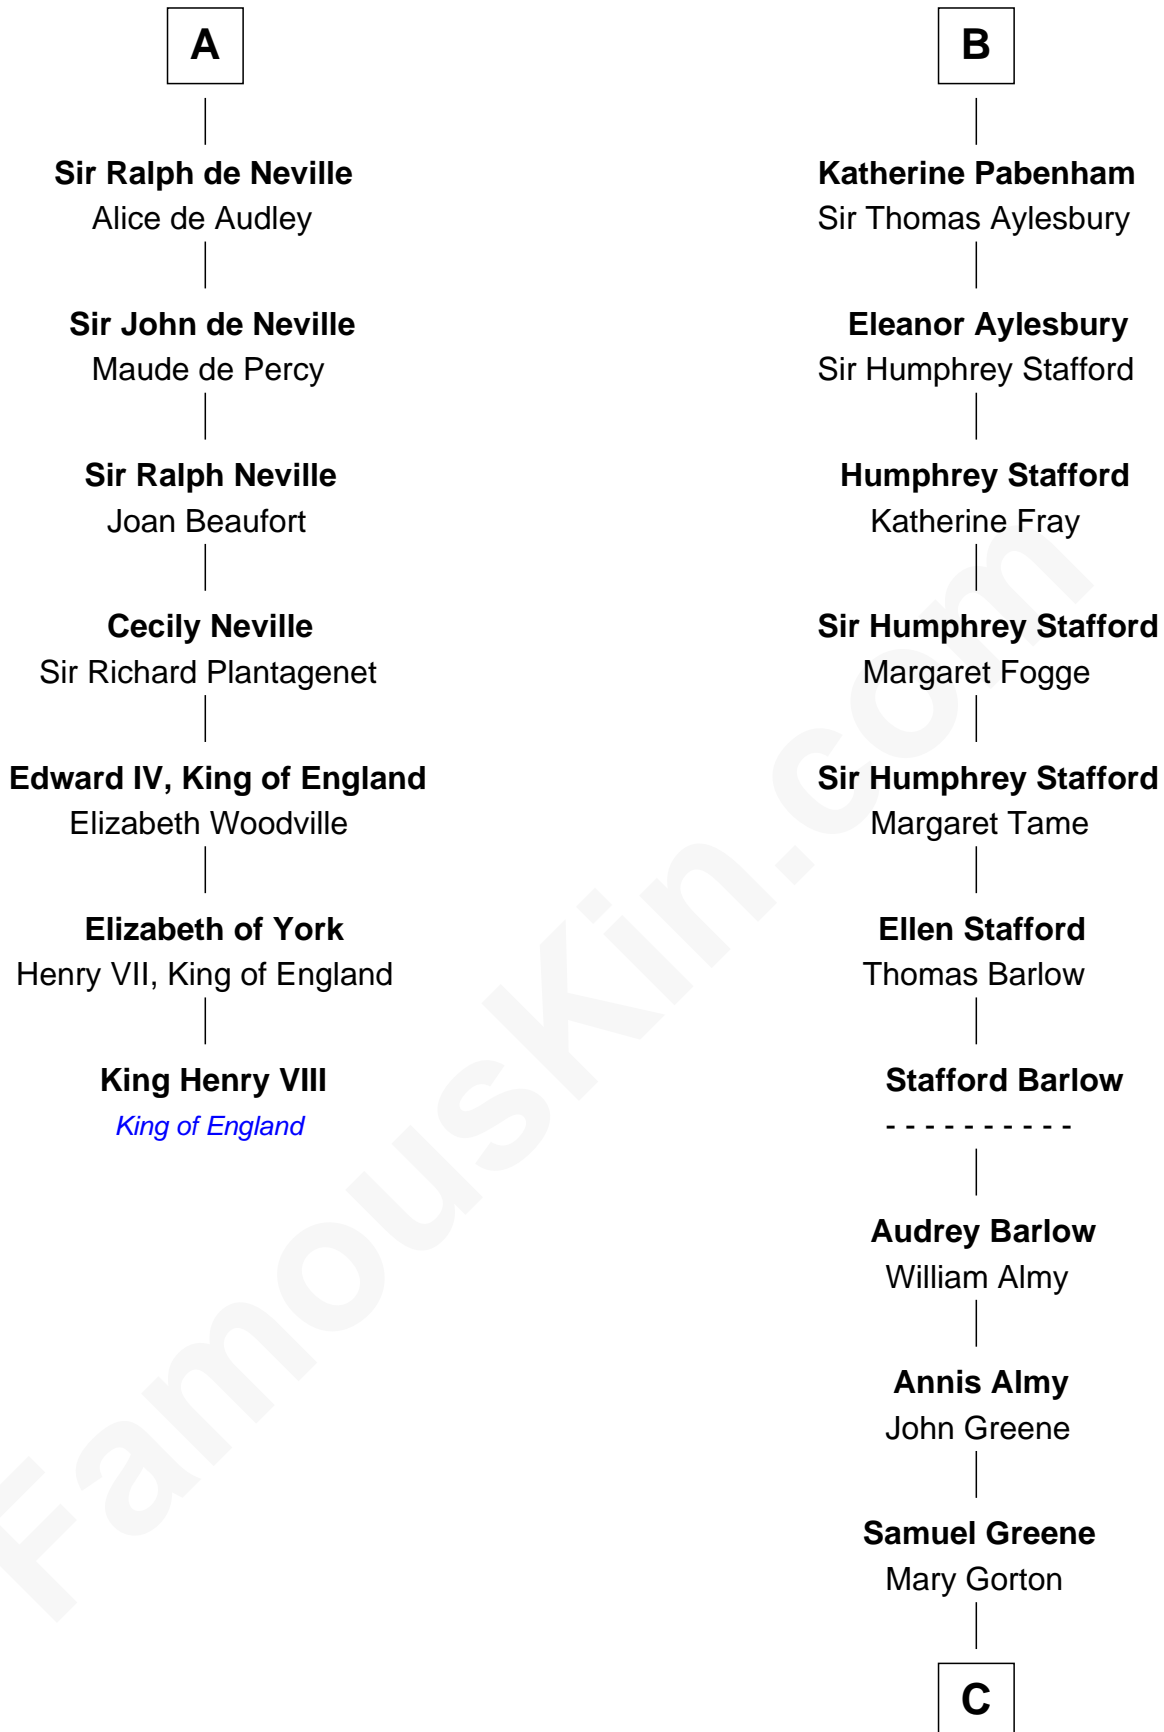 A
Sir Ralph de Neville
Alice de Audley
Sir John de Neville
Maude de Percy
Sir Ralph Neville
Joan Beaufort
Cecily Neville
Sir Richard Plantagenet
Edward IV, King of England
Elizabeth Woodville
Elizabeth of York
Henry VII, King of England
King Henry VIII
King of England
B
Katherine Pabenham
Sir Thomas Aylesbury
Eleanor Aylesbury
Sir Humphrey Stafford
Humphrey Stafford
Katherine Fray
Sir Humphrey Stafford
Margaret Fogge
Sir Humphrey Stafford
Margaret Tame
Ellen Stafford
Thomas Barlow
Stafford Barlow
- - - - - - - - - -
Audrey Barlow
William Almy
Annis Almy
John Greene
Samuel Greene
Mary Gorton
C
FamousKin.com